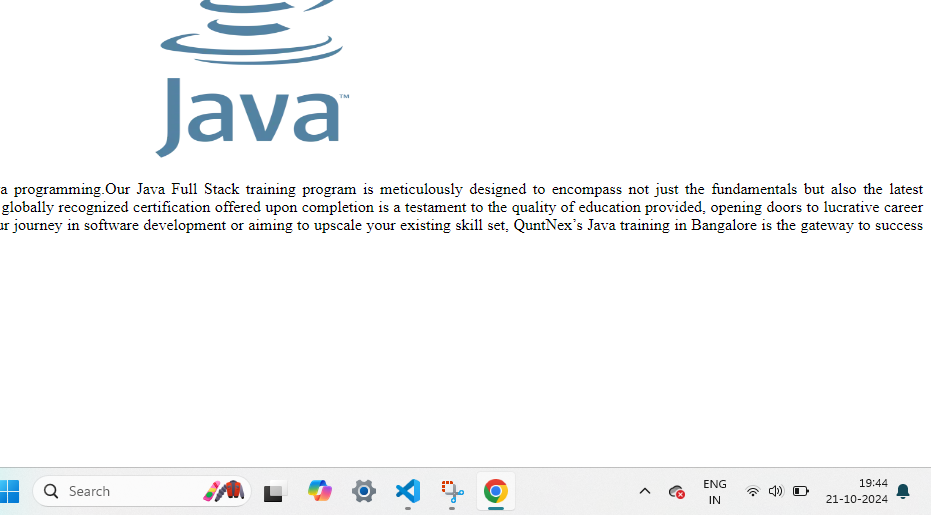 Java™
a programming.Our Java Full Stack training program is meticulously designed to encompass not just the fundamentals but also the latest
globally recognized certification offered upon completion is a testament to the quality of education provided, opening doors to lucrative career
ur journey in software development or aiming to upscale your existing skill set, QuntNex’s Java training in Bangalore is the gateway to success
Search
ENG
IN
19:44
21-10-2024